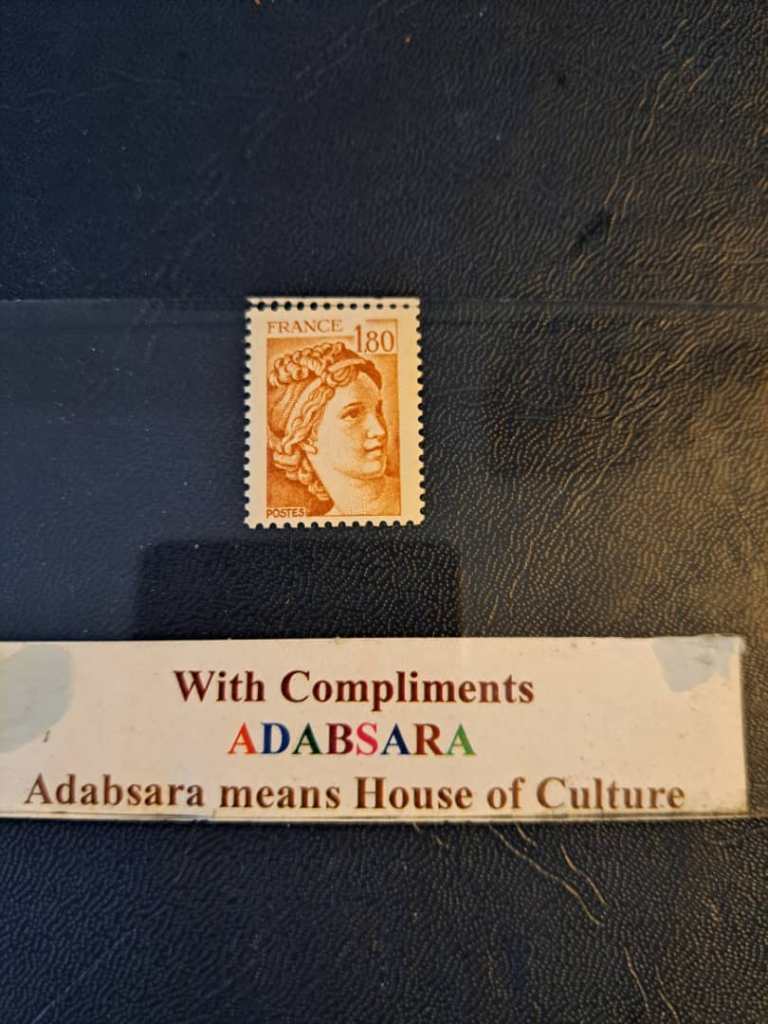 FRANCE
1.80
POSTES
With Compliments
ADABSARA
Adabsara means House of Culture